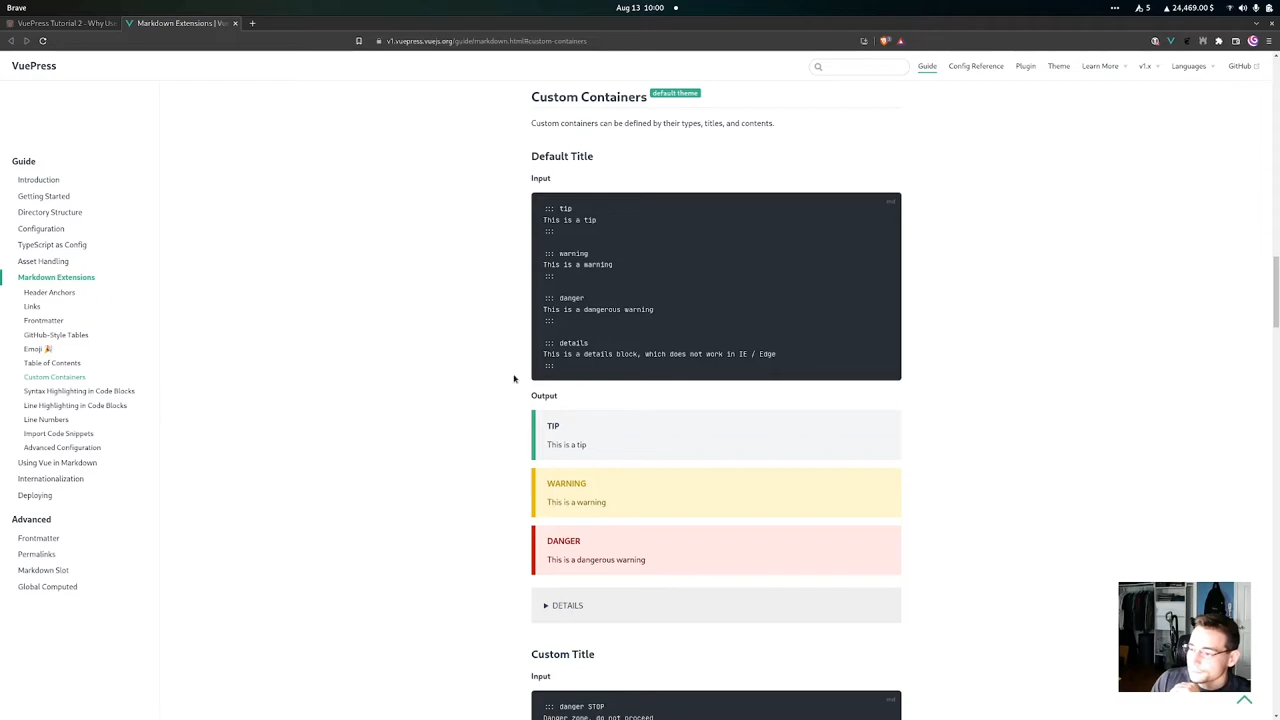 Brave
Aug 13 10:00
5
24,469.00 $
VuePress 2 - Why Us
Markdown Extensions |
v1.vuepress.vuejs.org/guide/markdown.html#custom-containers
VuePress
Guide
Config Reference
Plugin
Theme
Learn More
v1.x
Languages
GitHub
Guide
Introduction
Getting Started
Directory Structure
Configuration
TypeScript as Config
Asset Handling
Markdown Extensions
Header Anchors
Links
Frontmatter
GitHub-Style Tables
Emoji 🎉
Table of Contents
Custom Containers
Syntax Highlighting in Code Blocks
Line Highlighting in Code Blocks
Line Numbers
Import Code Snippets
Advanced Configuration
Using Vue in Markdown
Internationalization
Deploying
Advanced
Frontmatter
Permalinks
Markdown Slot
Global Computed
Custom Containers default theme
Custom containers can be defined by their types, titles, and contents.
Default Title
Input
md
::: tip
This is a tip
:::
::: warning
This is a warning
:::
::: danger
This is a dangerous warning
:::
::: details
This is a details block, which does not work in IE / Edge
:::
Output
TIP
This is a tip
WARNING
This is a warning
DANGER
This is a dangerous warning
DETAILS
Custom Title
Input
md
::: danger STOP
Danger zone, do not proceed